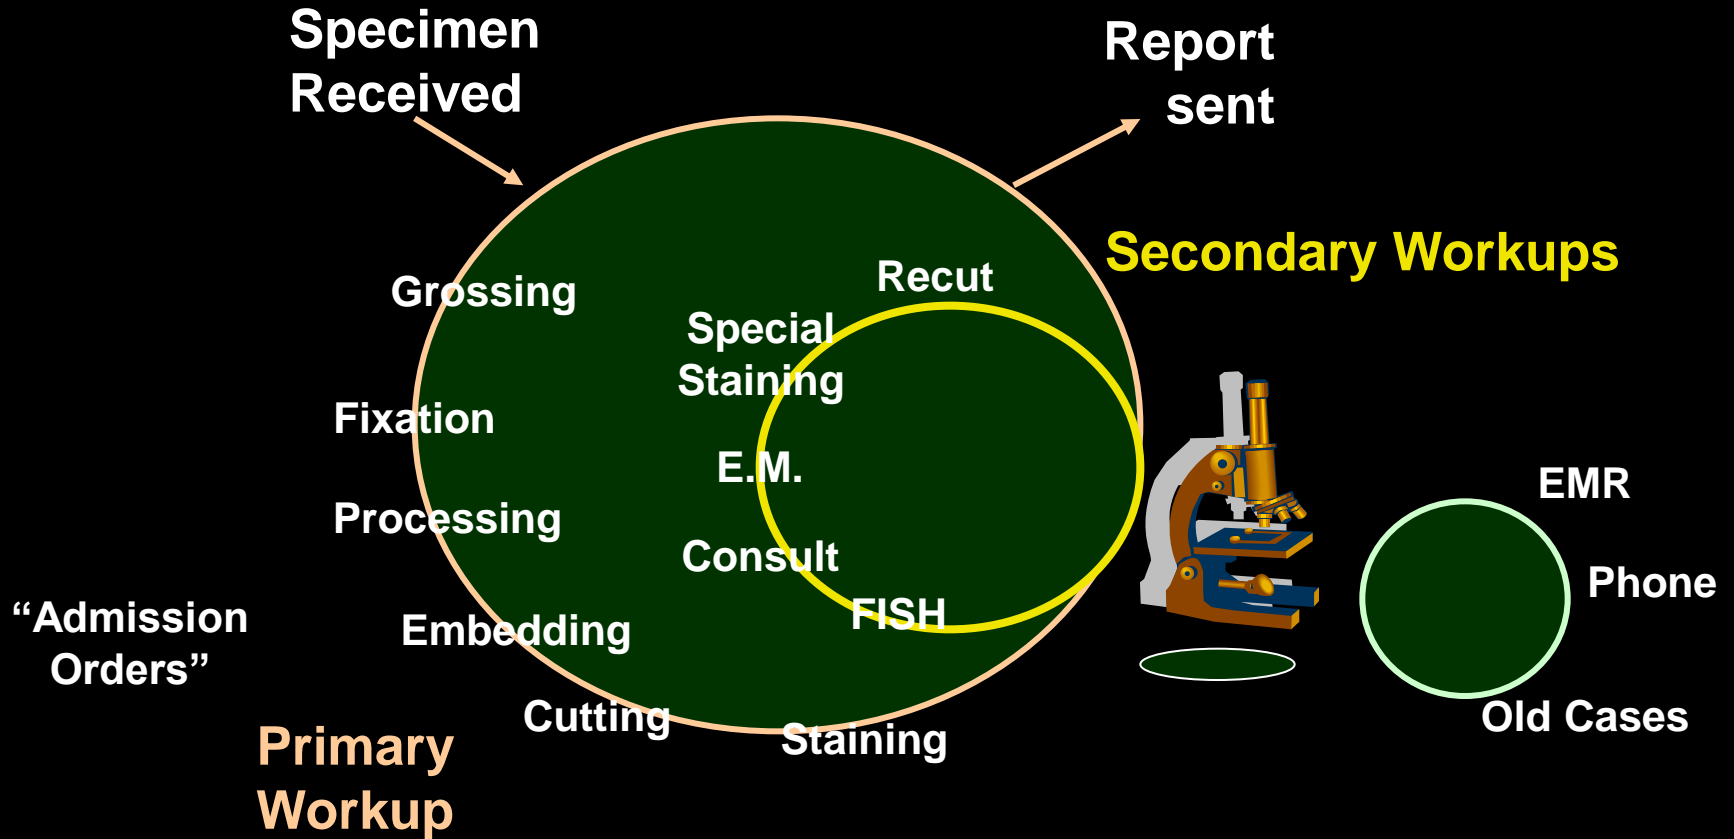 Specimen
Received
Report
sent
Secondary Workups
Recut
Grossing
Special
Staining
Fixation
E.M.
EMR
Processing
Consult
Phone
“Admission
Orders”
Embedding
FISH
Cutting
Staining
Old Cases
Primary
Workup